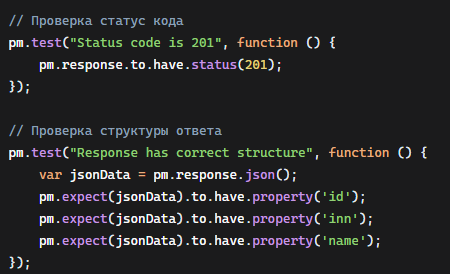 // Проверка статус кода
pm.test("Status code is 201", function () {
    pm.response.to.have.status(201);
});

// Проверка структуры ответа
pm.test("Response has correct structure", function () {
    var jsonData = pm.response.json();
    pm.expect(jsonData).to.have.property('id');
    pm.expect(jsonData).to.have.property('inn');
    pm.expect(jsonData).to.have.property('name');
});